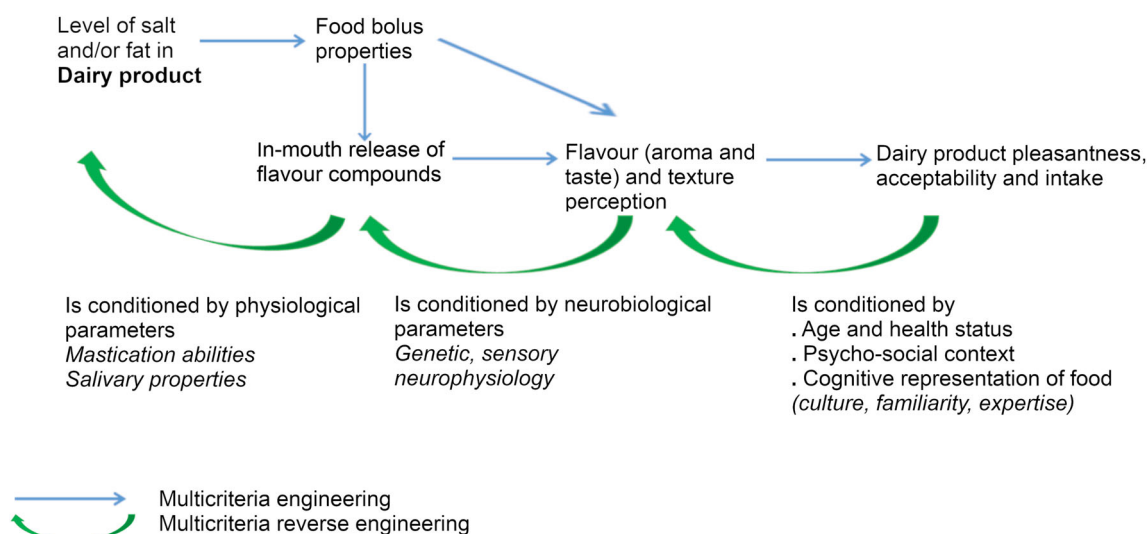 Level of salt
and/or fat in
Dairy product
Food bolus
properties
In-mouth release of
flavour compounds
Flavour (aroma and
taste) and texture
perception
Dairy product pleasantness,
acceptability and intake
Is conditioned by physiological
parameters
Mastication abilities
Salivary properties
Is conditioned by neurobiological
parameters
Genetic, sensory
neurophysiology
Is conditioned by
. Age and health status
. Psycho-social context
. Cognitive representation of food
(culture, familiarity, expertise)
Multicriteria engineering
Multicriteria reverse engineering